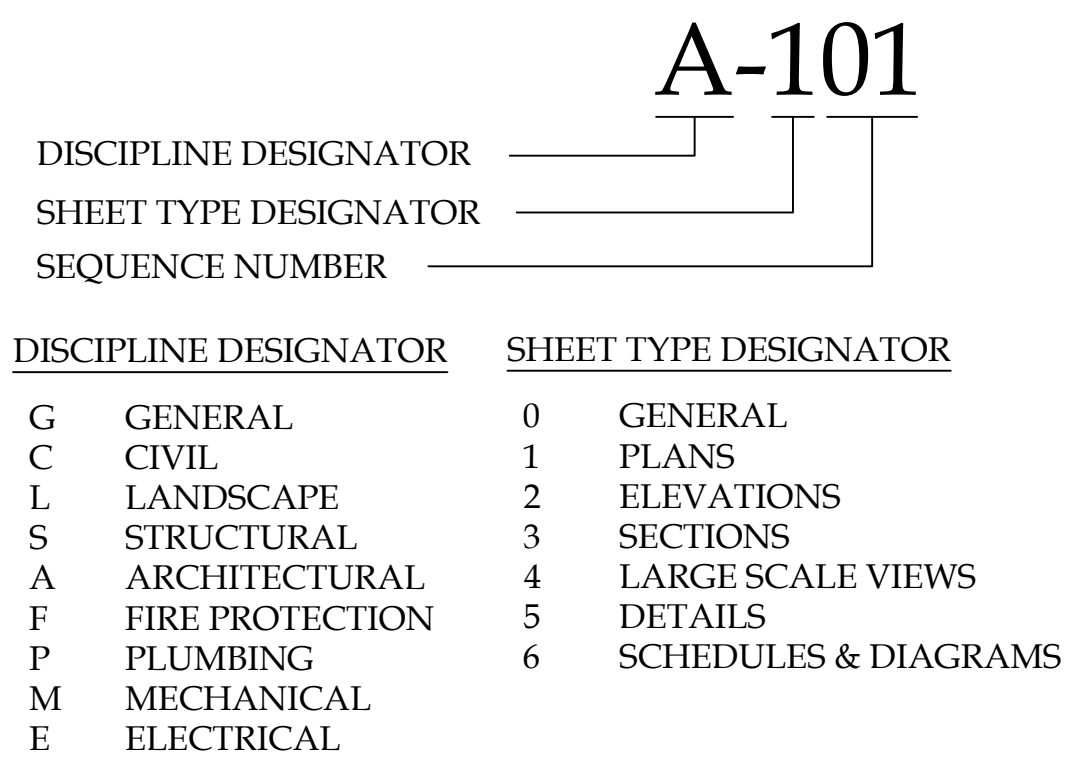 A-101
DISCIPLINE DESIGNATOR
SHEET TYPE DESIGNATOR
SEQUENCE NUMBER
DISCIPLINE DESIGNATOR
G GENERAL
C CIVIL
L LANDSCAPE
S STRUCTURAL
A ARCHITECTURAL
F FIRE PROTECTION
P PLUMBING
M MECHANICAL
E ELECTRICAL
SHEET TYPE DESIGNATOR
0 GENERAL
1 PLANS
2 ELEVATIONS
3 SECTIONS
4 LARGE SCALE VIEWS
5 DETAILS
6 SCHEDULES & DIAGRAMS